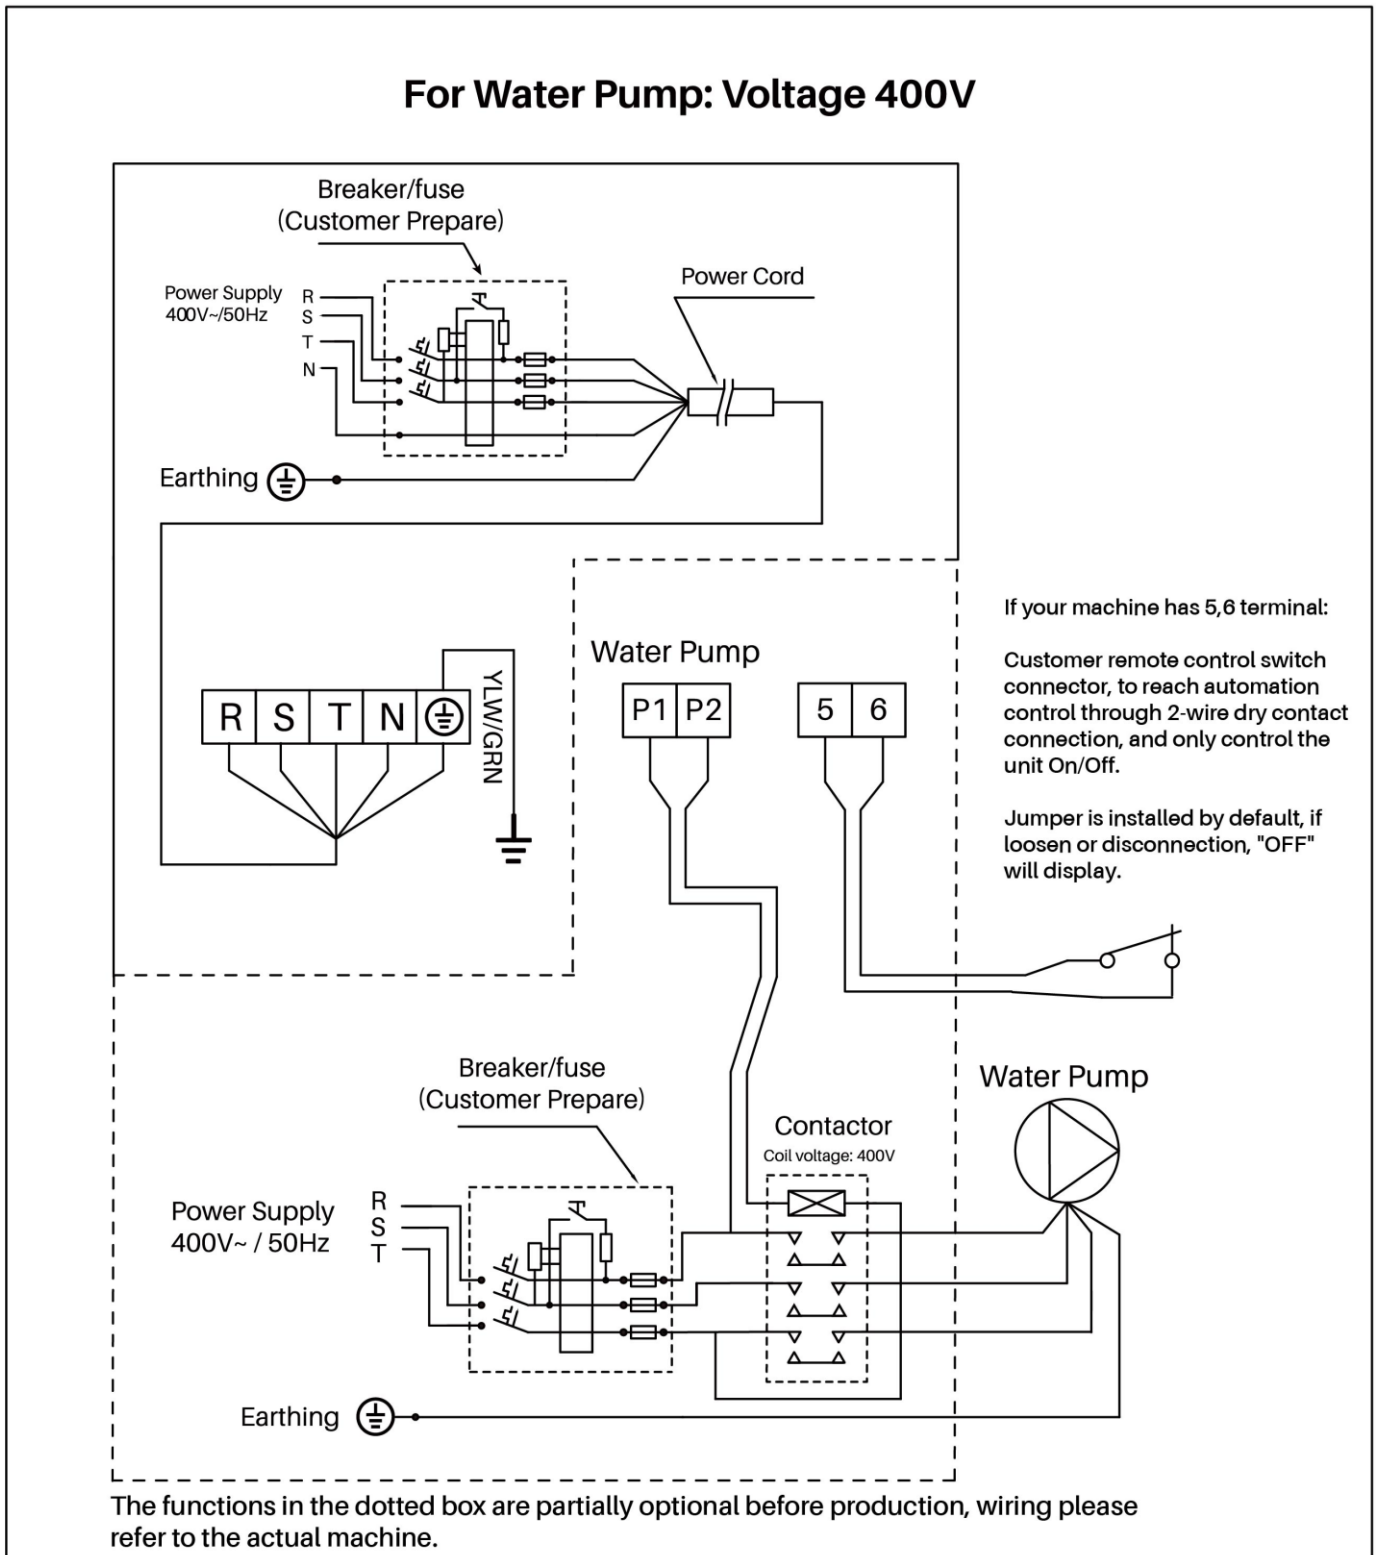 For Water Pump: Voltage 400V
Breaker/fuse
(Customer Prepare)
Power Cord
Power Supply
400V~/50Hz
R
S
T
N
Earthing
If your machine has 5,6 terminal:
Customer remote control switch
connector, to reach automation
control through 2-wire dry contact
connection, and only control the
unit On/Off.
Jumper is installed by default, if
loosen or disconnection, "OFF"
will display.
Water Pump
R S T N
YLW/GRN
P1 P2
5 6
Breaker/fuse
(Customer Prepare)
Water Pump
Contactor
Coil voltage: 400V
Power Supply
400V~ / 50Hz
R
S
T
Earthing
The functions in the dotted box are partially optional before production, wiring please
refer to the actual machine.